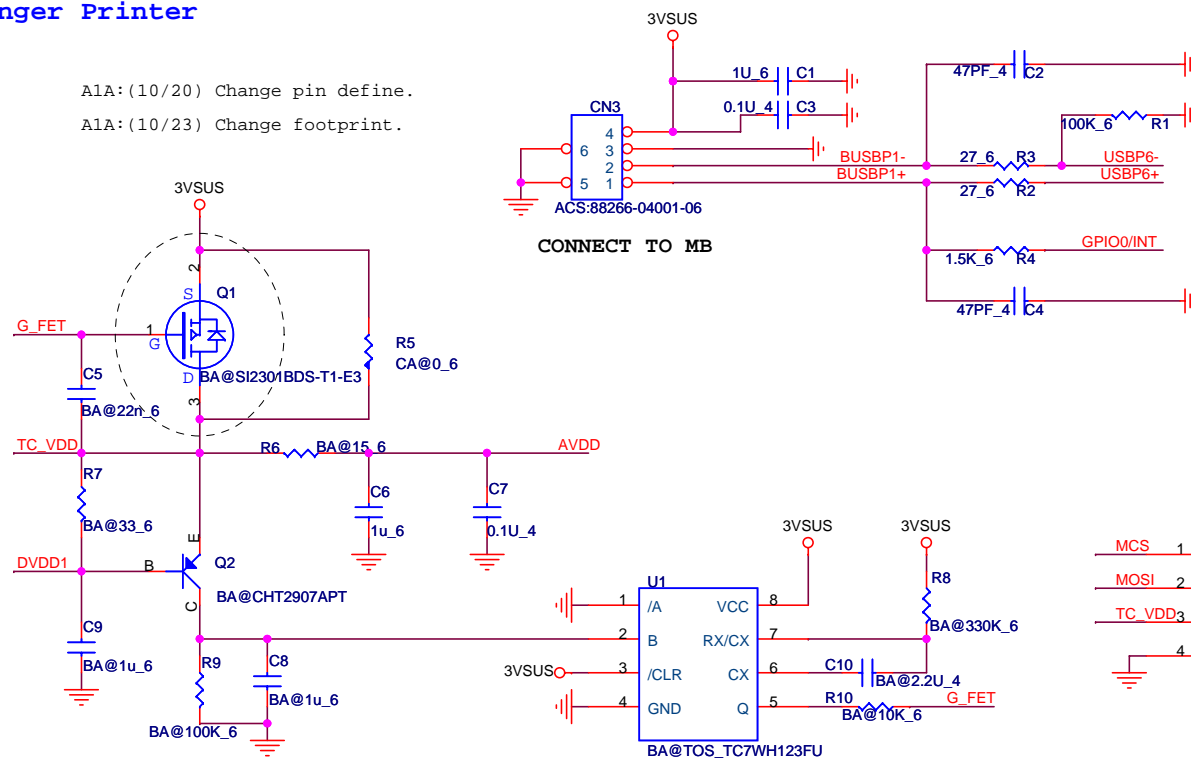 nger Printer
A1A:(10/20) Change pin define.
A1A:(10/23) Change footprint.
3VSUS
1U_6 C1
0.1U_4 C3
CN3
4
6 3
2
5 1
ACS:88266-04001-06
CONNECT TO MB
47PF_4 C2
100K_6 R1
BUSBP1-
27_6 R3
USBP6-
BUSBP1+
27_6 R2
USBP6+
1.5K_6 R4
GPIO0/INT
47PF_4 C4
3VSUS
2
S
Q1
G_FET
1
G
D
BA@SI2301BDS-T1-E3
3
R5
CA@0_6
C5
BA@22n_6
TC_VDD
R6 BA@15_6
AVDD
R7
BA@33_6
C6
1u_6
C7
0.1U_4
DVDD1
B
E
C
Q2
BA@CHT2907APT
C9
BA@1u_6
R9
BA@100K_6
C8
BA@1u_6
3VSUS
3VSUS
U1
1 /A VCC 8
2 B RX/CX 7
3VSUS 3 /CLR CX 6
4 GND Q 5
BA@TOS_TC7WH123FU
R8
BA@330K_6
C10
BA@2.2U_4
R10
BA@10K_6
G_FET
MCS 1
MOSI 2
TC_VDD 3
4